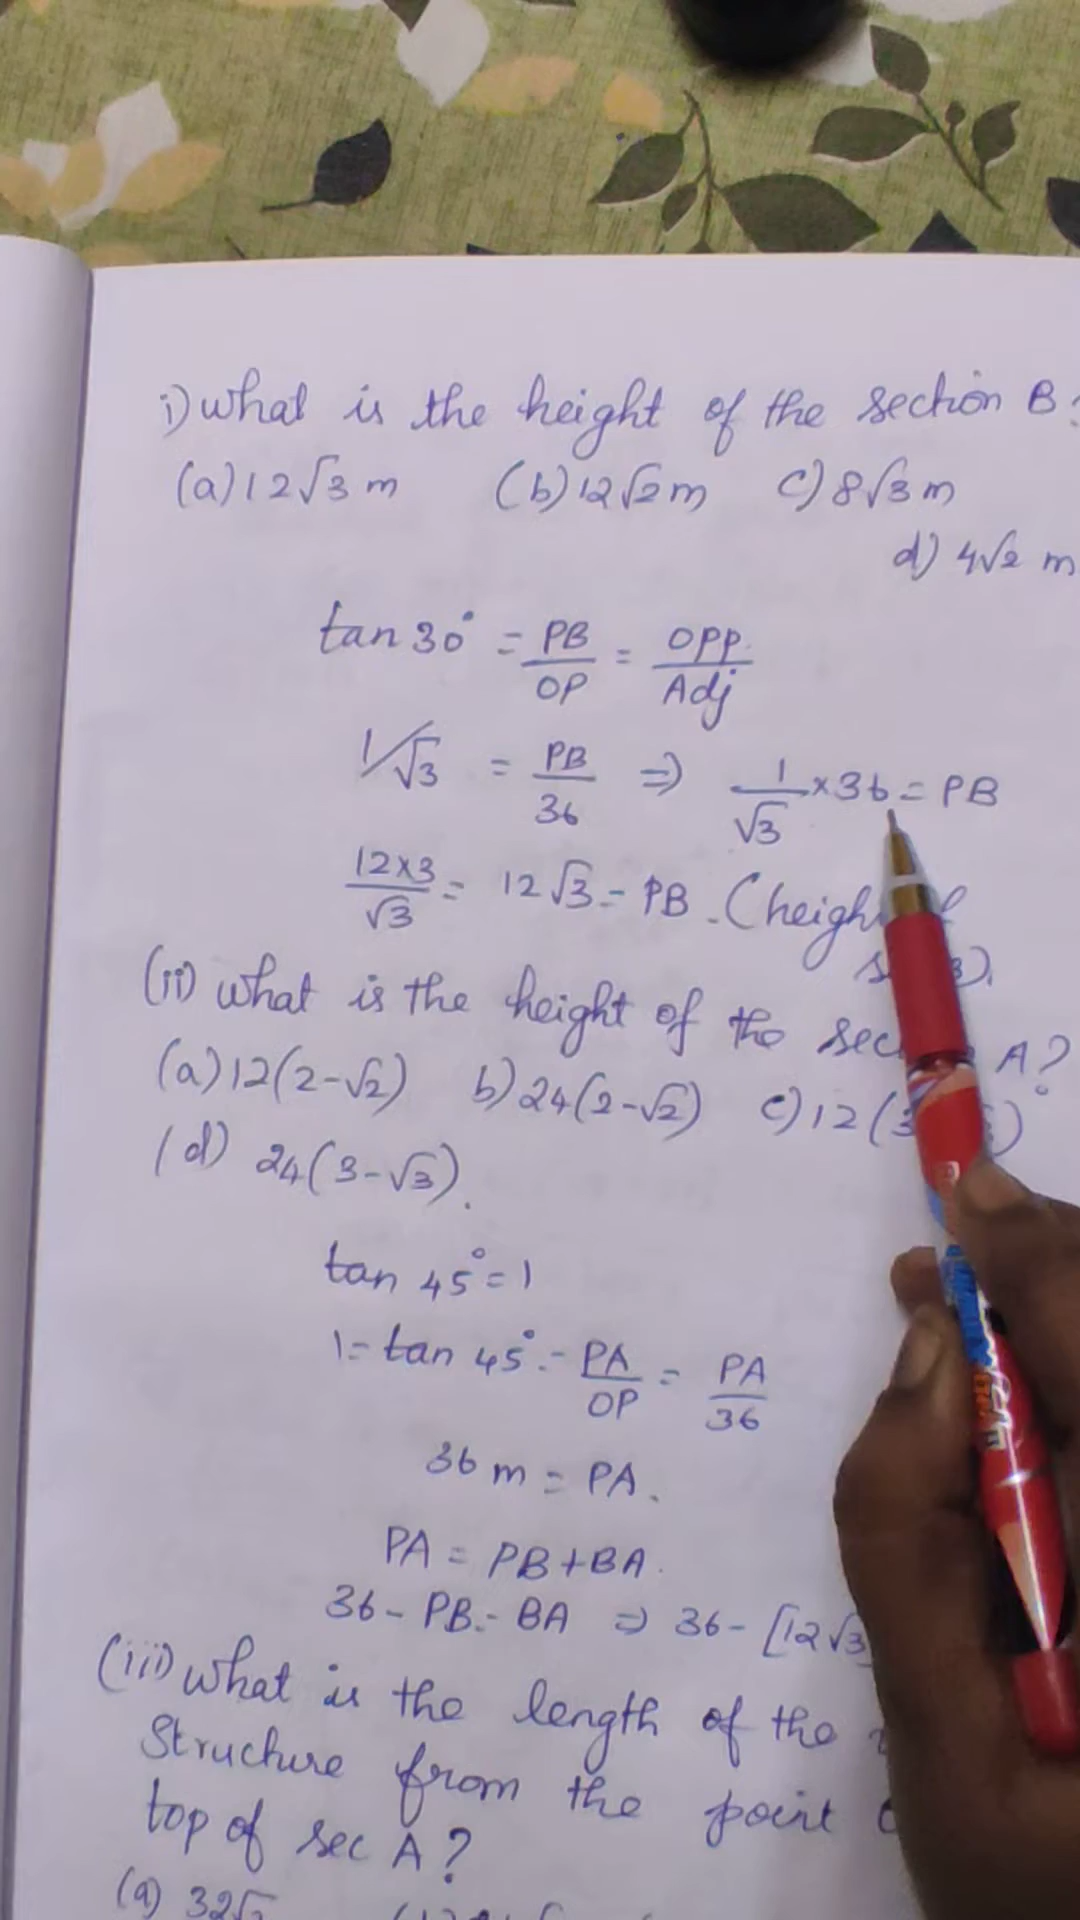 i) What is the height of the section B?
(a) 12√3 m (b) 12√2 m c) 8√3 m
d) 4√2 m
tan 30° = PB/OP = OPP./Adj
1/√3 = PB/36 ⇒ 1/√3 × 36 = PB
12×3/√3 = 12√3 = PB. (heigh
(ii) What is the height of the sec A?
(a) 12(2-√2) b) 24(2-√2) c) 12(3
(d) 24(3-√3).
tan 45° = 1
1 = tan 45° = PA/OP = PA/36
36 m = PA.
PA = PB + BA.
36 - PB = BA ⇒ 36 - [12√3]
(iii) What is the length of the
Structure from the point
top of sec A?
(a) 32√